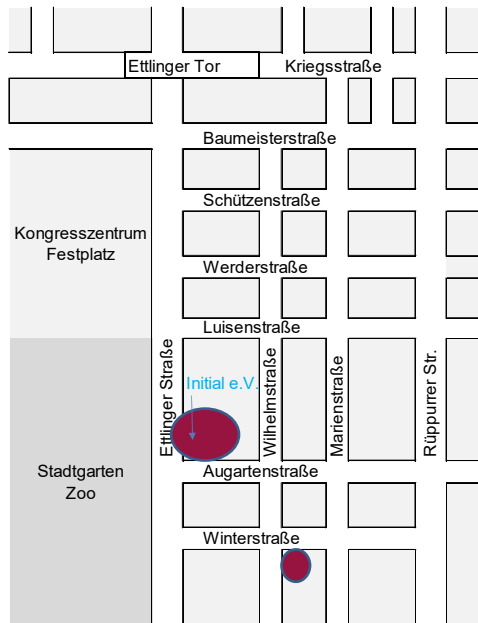 Ettlinger Tor
Kriegsstraße
Baumeisterstraße
Schützenstraße
Kongresszentrum
Festplatz
Werderstraße
Luisenstraße
Ettlinger Straße
Initial e.V.
Wilhelmstraße
Marienstraße
Rüppurrer Str.
Stadtgarten
Zoo
Augartenstraße
Winterstraße